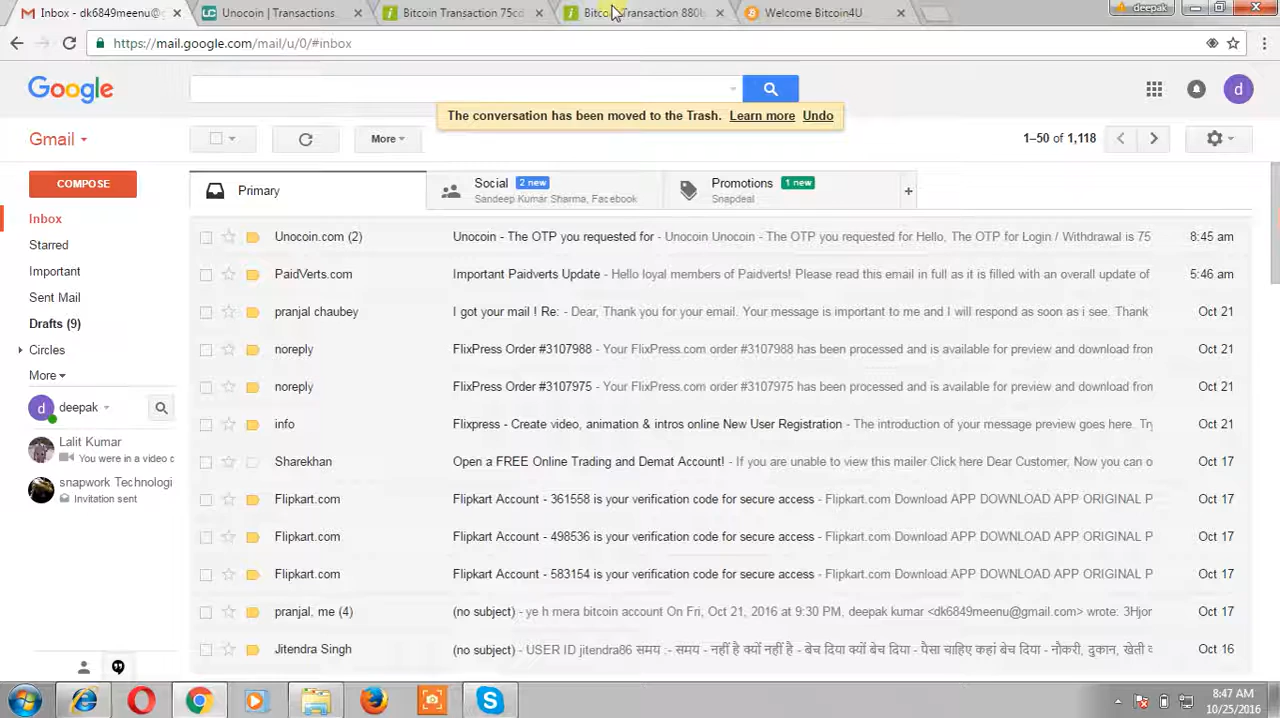 Inbox - dk6849meenu@g
Unocoin | Transactions
Bitcoin Transaction 75cd
Transaction 880b
Welcome Bitcoin4U
deepak
https://mail.google.com/mail/u/0/#inbox
Google
d
The conversation has been moved to the Trash. Learn more Undo
Gmail
More
1–50 of 1,118
COMPOSE
Primary
Social 2 new
Sandeep Kumar Sharma, Facebook
Promotions 1 new
Snapdeal
+
Inbox
Starred
Important
Sent Mail
Drafts (9)
Circles
More
d deepak
Lalit Kumar
You were in a video c
snapwork Technologi
Invitation sent
Unocoin.com (2) Unocoin - The OTP you requested for - Unocoin Unocoin - The OTP you requested for Hello, The OTP for Login / Withdrawal is 75 8:45 am
PaidVerts.com Important Paidverts Update - Hello loyal members of Paidverts! Please read this email in full as it is filled with an overall update of 5:46 am
pranjal chaubey I got your mail ! Re: - Dear, Thank you for your email. Your message is important to me and I will respond as soon as i see. Thank Oct 21
noreply FlixPress Order #3107988 - Your FlixPress.com order #3107988 has been processed and is available for preview and download from Oct 21
noreply FlixPress Order #3107975 - Your FlixPress.com order #3107975 has been processed and is available for preview and download from Oct 21
info Flixpress - Create video, animation & intros online New User Registration - The introduction of your message preview goes here. Try Oct 21
Sharekhan Open a FREE Online Trading and Demat Account! - If you are unable to view this mailer Click here Dear Customer, Now you can o Oct 17
Flipkart.com Flipkart Account - 361558 is your verification code for secure access - Flipkart.com Download APP DOWNLOAD APP ORIGINAL P Oct 17
Flipkart.com Flipkart Account - 498536 is your verification code for secure access - Flipkart.com Download APP DOWNLOAD APP ORIGINAL P Oct 17
Flipkart.com Flipkart Account - 583154 is your verification code for secure access - Flipkart.com Download APP DOWNLOAD APP ORIGINAL P Oct 17
pranjal, me (4) (no subject) - ye h mera bitcoin account On Fri, Oct 21, 2016 at 9:30 PM, deepak kumar <dk6849meenu@gmail.com> wrote: 3Hjor Oct 17
Jitendra Singh (no subject) - USER ID jitendra86 समय :- समय - नहीं है क्यों नहीं है - बेच दिया क्यों बेच दिया - पैसा चाहिए कहां बेच दिया - नौकरी, दुकान, खेती Oct 16
8:47 AM
10/25/2016